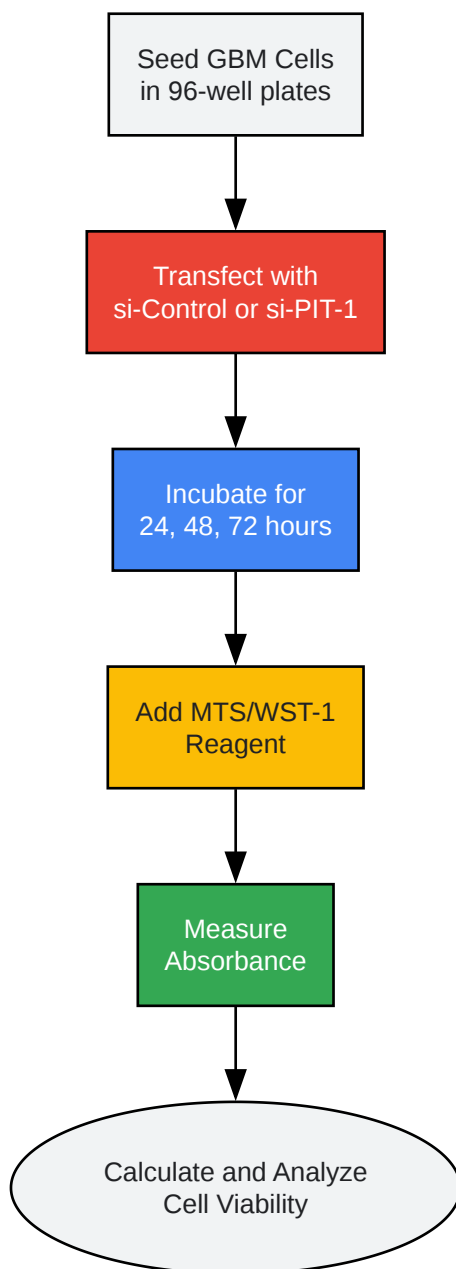 Seed GBM Cells
in 96-well plates
Transfect with
si-Control or si-PIT-1
Incubate for
24, 48, 72 hours
Add MTS/WST-1
Reagent
Measure
Absorbance
Calculate and Analyze
Cell Viability